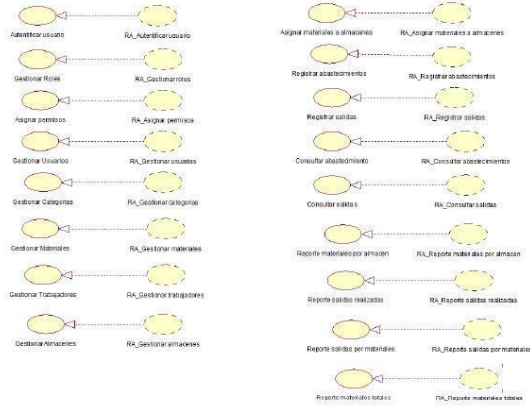 Autentificar usuario
RA_Autentificar usuario
Gestionar Roles
RA_Gestionar roles
Asignar permisos
RA_Asignar permisos
Gestionar Usuarios
RA_Gestionar usuarios
Gestionar Categorias
RA_Gestionar categorias
Gestionar Materiales
RA_Gestionar materiales
Gestionar Trabajadores
RA_Gestionar trabajadores
Gestionar Almacenes
RA_Gestionar almacenes
Asignar materiales a almacenes
RA_Asignar materiales a almacenes
Registrar abastecimientos
RA_Registrar abastecimientos
Registrar salidas
RA_Registrar salidas
Consultar abastecimiento
RA_Consultar abastecimientos
Consultar salidas
RA_Consultar salidas
Reporte materiales por almacen
RA_Reporte materiales por almacen
Reporte salidas realizadas
RA_Reporte salidas realizadas
Reporte salidas por materiales
RA_Reporte salidas por materiales
Reporte materiales totales
RA_Reporte materiales totales